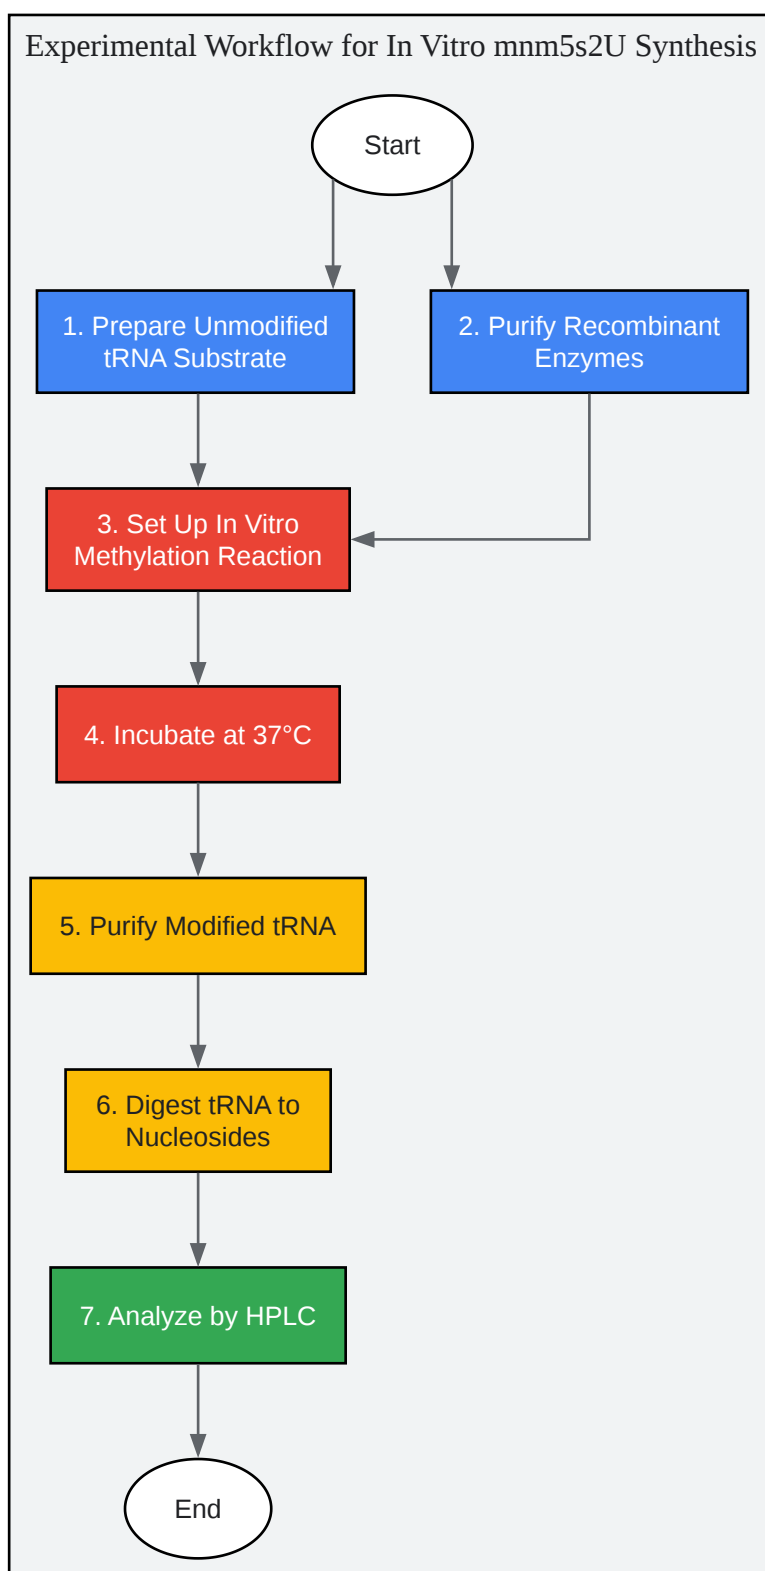 Experimental Workflow for In Vitro mnm5s2U Synthesis
Start
1. Prepare Unmodified
tRNA Substrate
2. Purify Recombinant
Enzymes
3. Set Up In Vitro
Methylation Reaction
4. Incubate at 37°C
5. Purify Modified tRNA
6. Digest tRNA to
Nucleosides
7. Analyze by HPLC
End